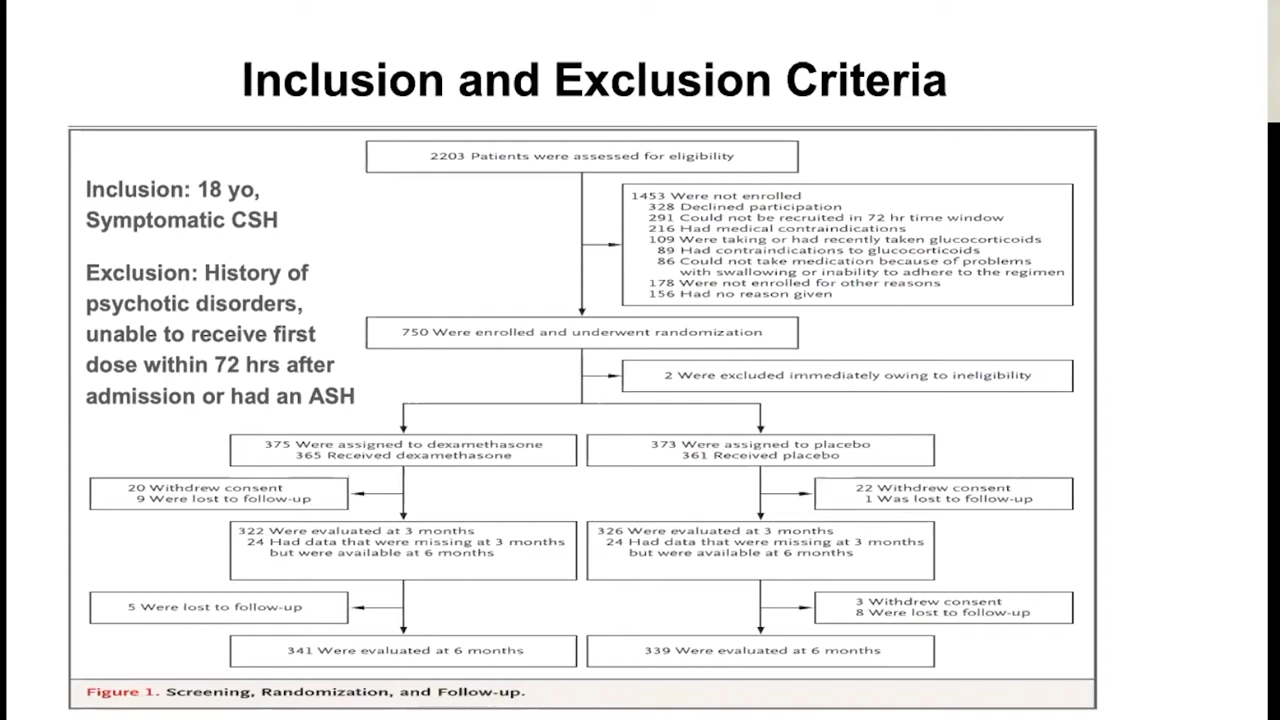 Inclusion and Exclusion Criteria
Inclusion: 18 yo,
Symptomatic CSH
Exclusion: History of
psychotic disorders,
unable to receive first
dose within 72 hrs after
admission or had an ASH
2203 Patients were assessed for eligibility
1453 Were not enrolled
328 Declined participation
291 Could not be recruited in 72 hr time window
216 Had medical contraindications
109 Were taking or had recently taken glucocorticoids
89 Had contraindications to glucocorticoids
86 Could not take medication because of problems
with swallowing or inability to adhere to the regimen
178 Were not enrolled for other reasons
156 Had no reason given
750 Were enrolled and underwent randomization
2 Were excluded immediately owing to ineligibility
375 Were assigned to dexamethasone
365 Received dexamethasone
373 Were assigned to placebo
361 Received placebo
20 Withdrew consent
9 Were lost to follow-up
22 Withdrew consent
1 Was lost to follow-up
322 Were evaluated at 3 months
24 Had data that were missing at 3 months
but were available at 6 months
326 Were evaluated at 3 months
24 Had data that were missing at 3 months
but were available at 6 months
5 Were lost to follow-up
3 Withdrew consent
8 Were lost to follow-up
341 Were evaluated at 6 months
339 Were evaluated at 6 months
Figure 1. Screening, Randomization, and Follow-up.